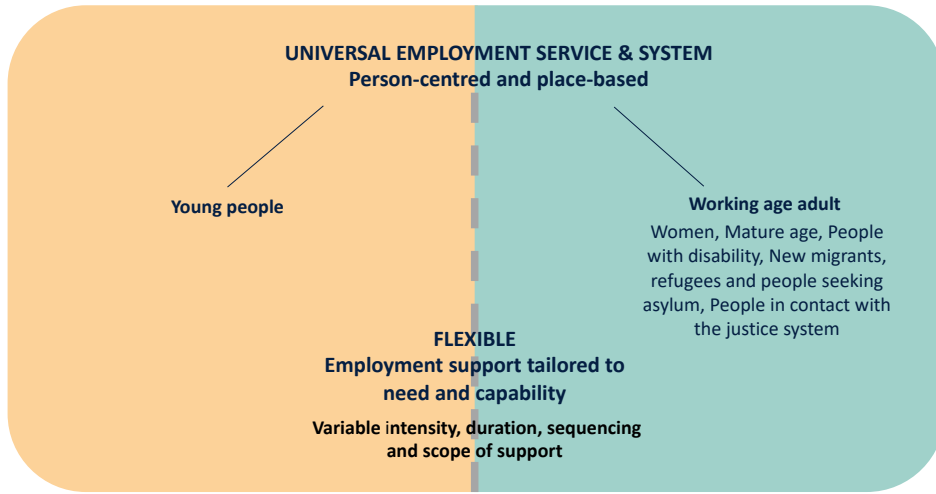 UNIVERSAL EMPLOYMENT SERVICE & SYSTEM
Person-centred and place-based
Young people
Working age adult
Women, Mature age, People
with disability, New migrants,
refugees and people seeking
asylum, People in contact with
the justice system
FLEXIBLE
Employment support tailored to
need and capability
Variable intensity, duration, sequencing
and scope of support